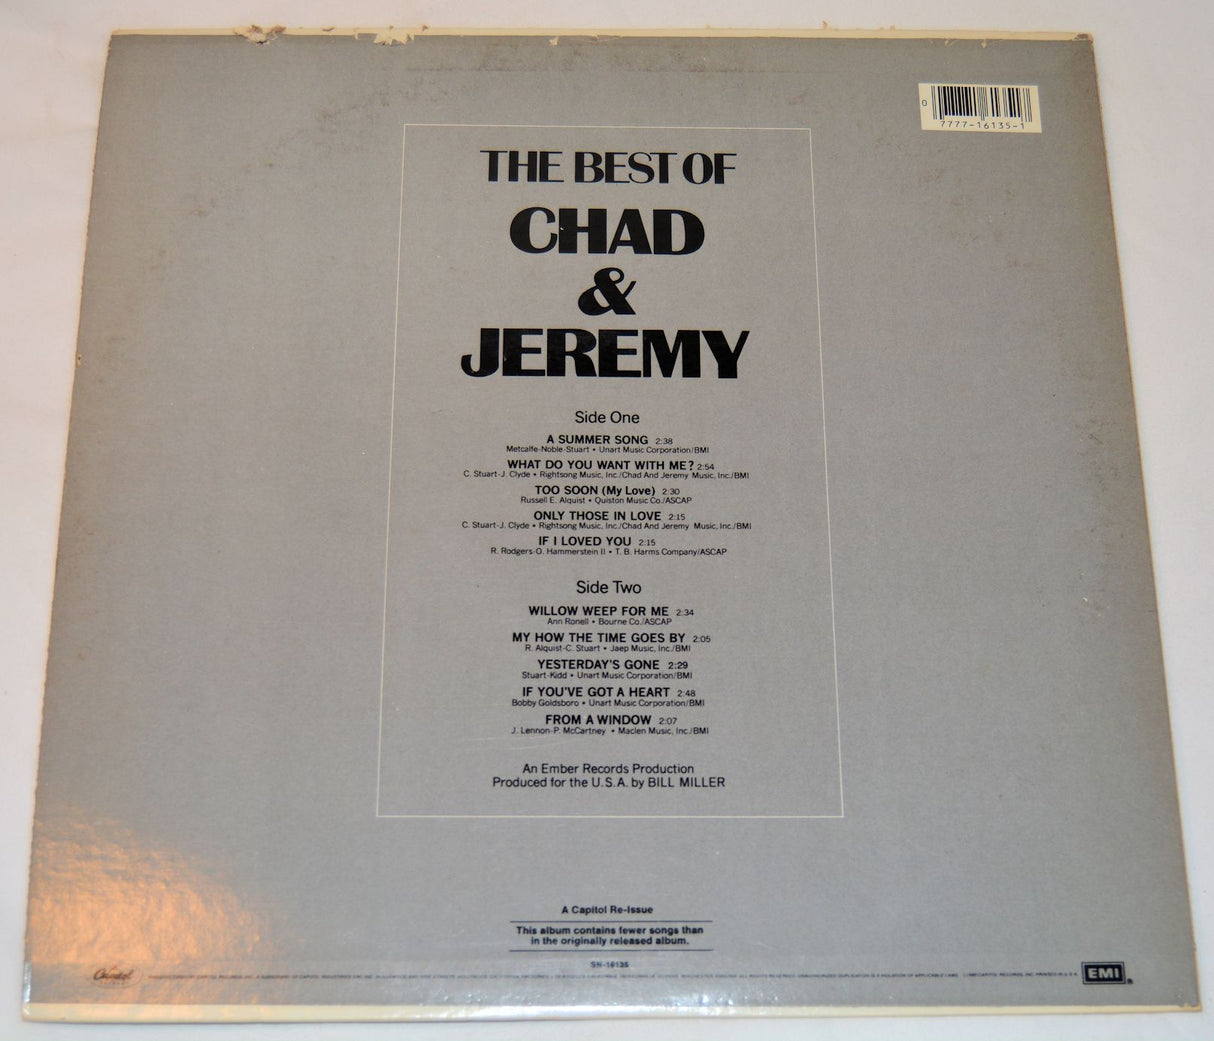 0
7777-16135-1
THE BEST OF
CHAD
&
JEREMY
Side One
A SUMMER SONG 2:38
Metcalfe-Noble-Stuart • Unart Music Corporation/BMI
WHAT DO YOU WANT WITH ME? 2:54
C. Stuart-J. Clyde • Rightsong Music, Inc./Chad And Jeremy Music, Inc./BMI
TOO SOON (My Love) 2:30
Russell E. Alquist • Quiston Music Co./ASCAP
ONLY THOSE IN LOVE 2:15
C. Stuart-J. Clyde • Rightsong Music, Inc./Chad And Jeremy Music, Inc./BMI
IF I LOVED YOU 2:15
R. Rodgers-O. Hammerstein II • T. B. Harms Company/ASCAP
Side Two
WILLOW WEEP FOR ME 2:34
Ann Ronell • Bourne Co./ASCAP
MY HOW THE TIME GOES BY 2:05
R. Alquist-C. Stuart • Jaep Music, Inc./BMI
YESTERDAY'S GONE 2:29
Stuart-Kidd • Unart Music Corporation/BMI
IF YOU'VE GOT A HEART 2:48
Bobby Goldsboro • Unart Music Corporation/BMI
FROM A WINDOW 2:07
J. Lennon-P. McCartney • Maclen Music, Inc./BMI
An Ember Records Production
Produced for the U.S.A. by BILL MILLER
A Capitol Re-Issue
This album contains fewer songs than
in the originally released album.
SN-16135
Capitol
EMI